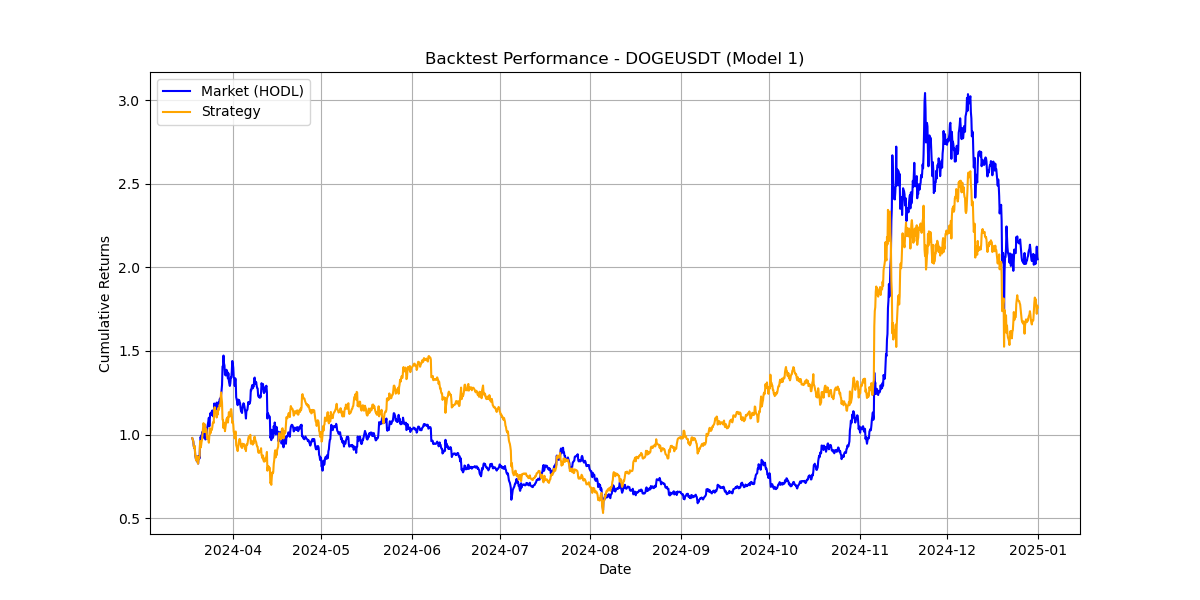 Backtest Performance - DOGEUSDT (Model 1)
Market (HODL)
Strategy
Cumulative Returns
3.0
2.5
2.0
1.5
1.0
0.5
2024-04 2024-05 2024-06 2024-07 2024-08 2024-09 2024-10 2024-11 2024-12 2025-01
Date